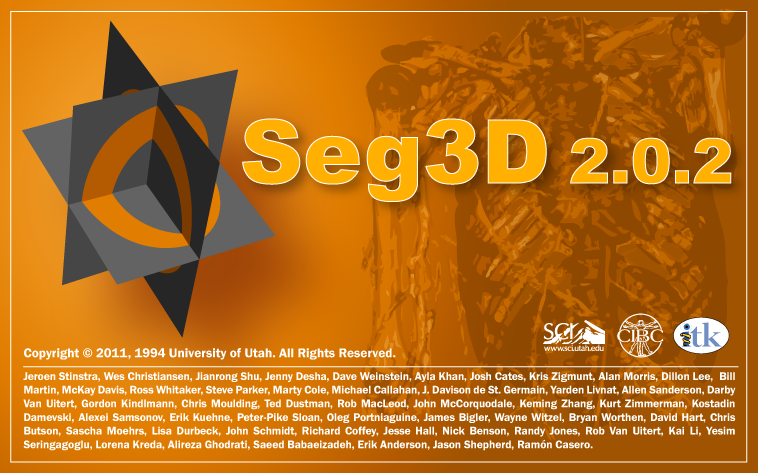 Seg3D 2.0.2
sci
www.sci.utah.edu
CIBC
itk
Copyright © 2011, 1994 University of Utah. All Rights Reserved.
Jeroen Stinstra, Wes Christiansen, Jianrong Shu, Jenny Desha, Dave Weinstein, Ayla Khan, Josh Cates, Kris Zigmunt, Alan Morris, Dillon Lee, Bill
Martin, McKay Davis, Ross Whitaker, Steve Parker, Marty Cole, Michael Callahan, J. Davison de St. Germain, Yarden Livnat, Allen Sanderson, Darby
Van Uitert, Gordon Kindlmann, Chris Moulding, Ted Dustman, Rob MacLeod, John McCorquodale, Keming Zhang, Kurt Zimmerman, Kostadin
Damevski, Alexei Samsonov, Erik Kuehne, Peter-Pike Sloan, Oleg Portniaguine, James Bigler, Wayne Witzel, Bryan Worthen, David Hart, Chris
Butson, Sascha Moehrs, Lisa Durbeck, John Schmidt, Richard Coffey, Jesse Hall, Nick Benson, Randy Jones, Rob Van Uitert, Kai Li, Yesim
Seringagoglu, Lorena Kreda, Alireza Ghodrati, Saeed Babaeizadeh, Erik Anderson, Jason Shepherd, Ramón Casero.